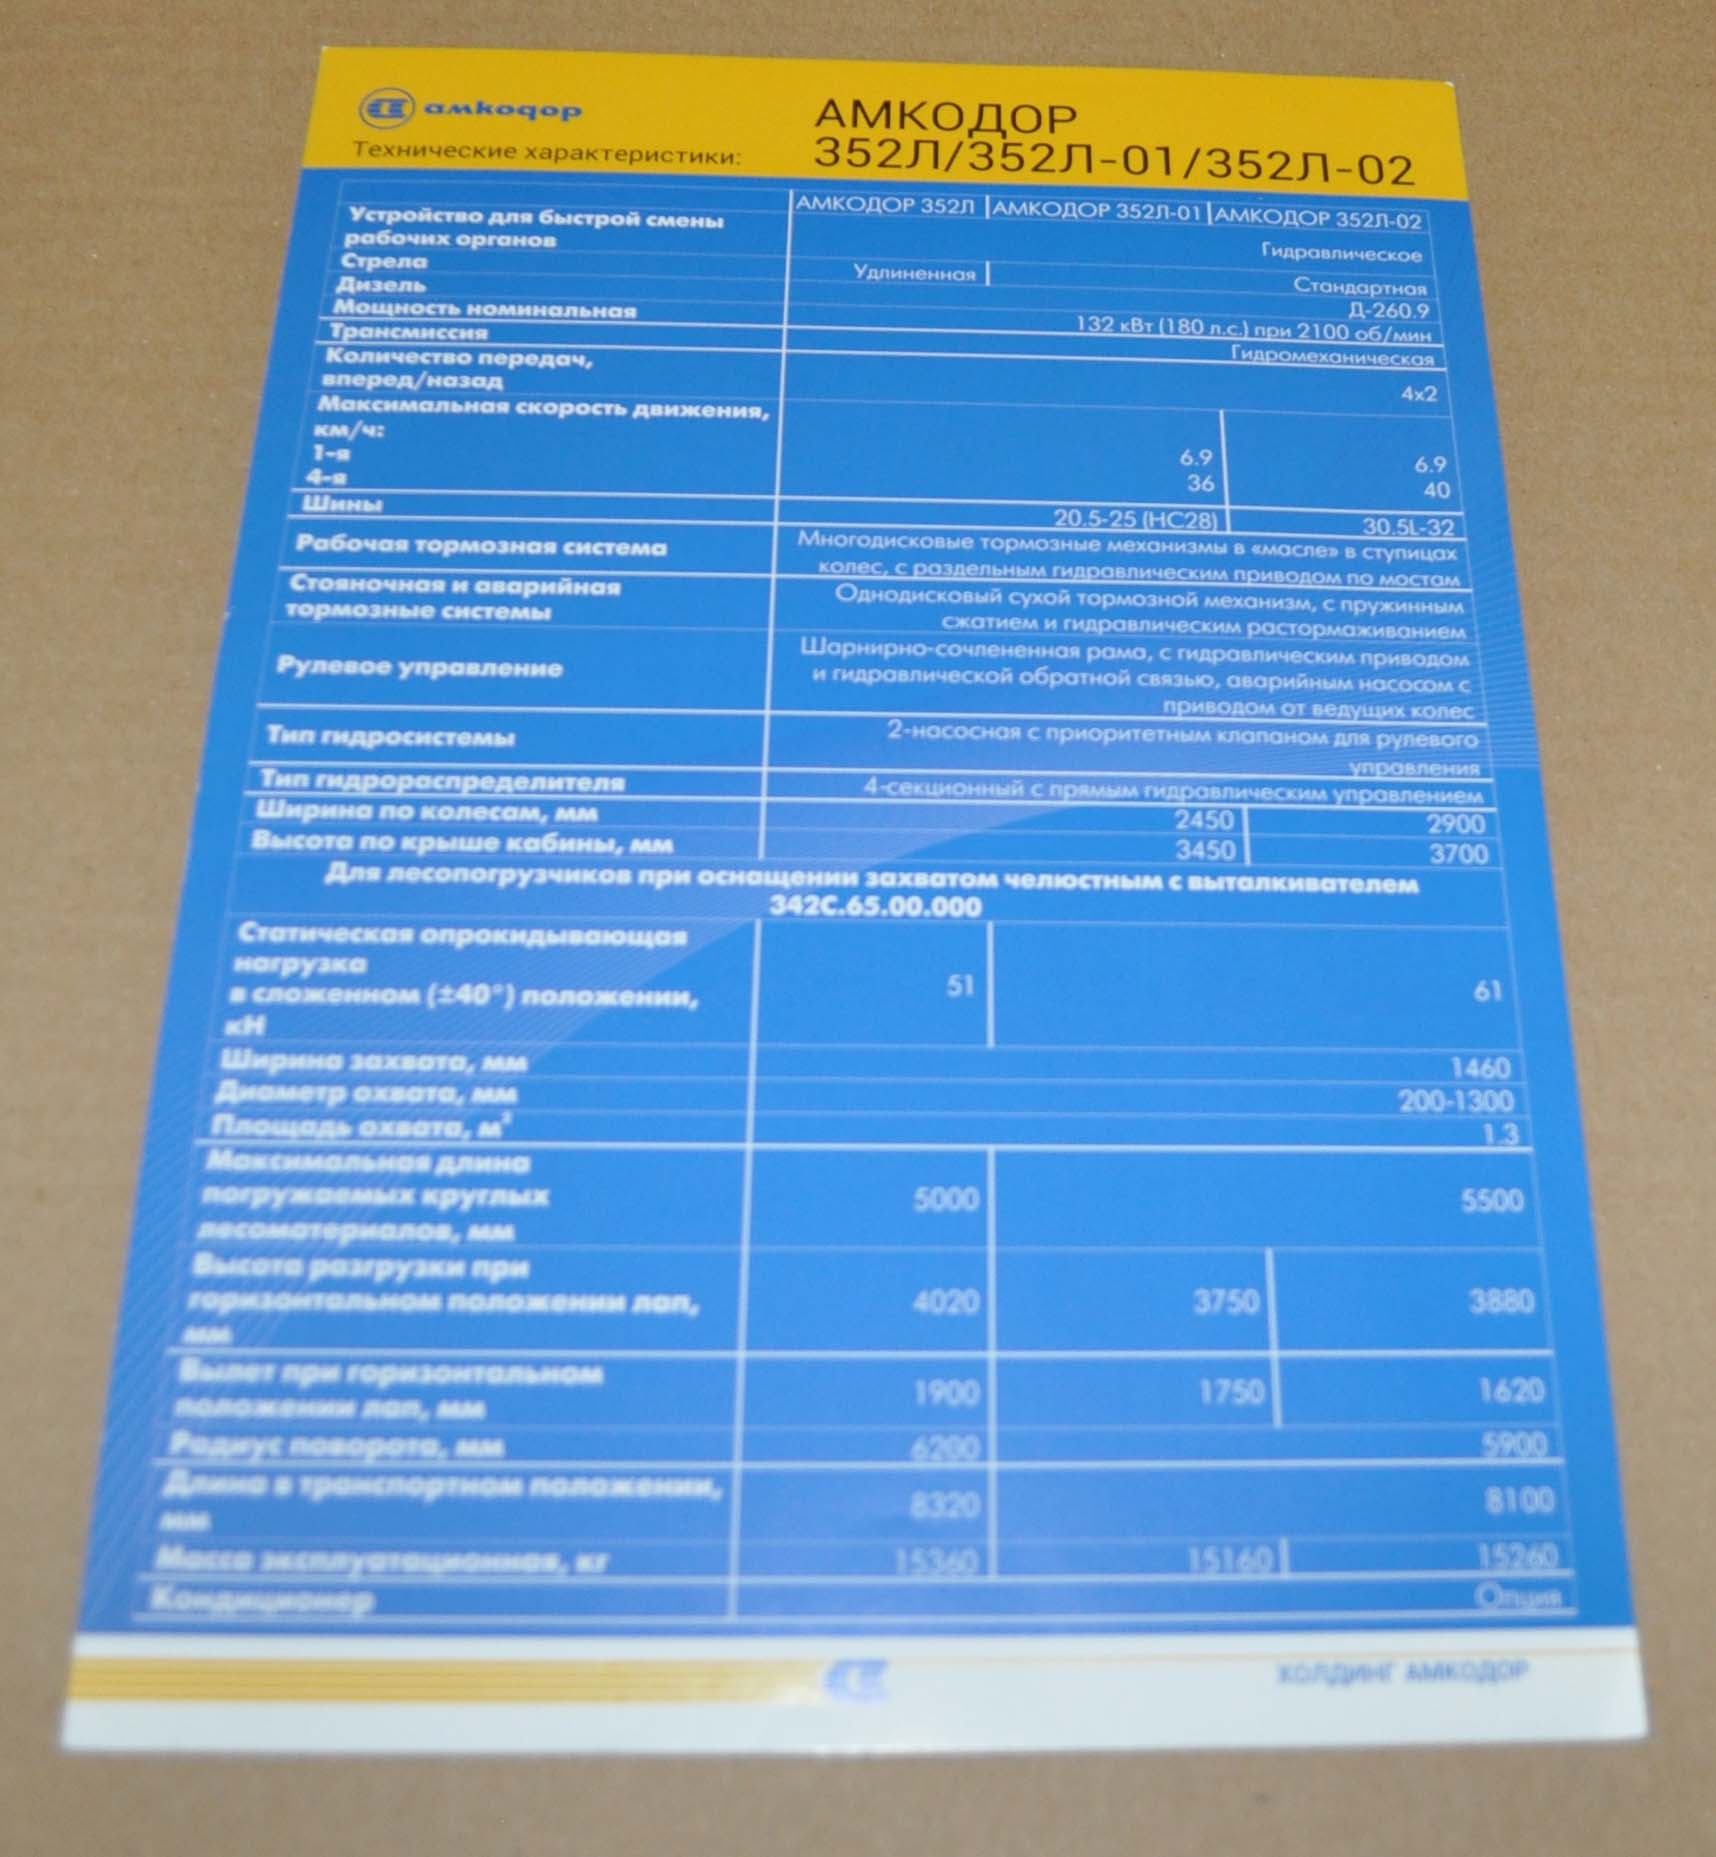 амкодор
АМКОДОР
Технические характеристики:
352Л/352Л-01/352Л-02
АМКОДОР 352Л АМКОДОР 352Л-01 АМКОДОР 352Л-02
Устройство для быстрой смены
рабочих органов Гидравлическое
Стрела Удлиненная Стандартная
Дизель Д-260.9
Мощность номинальная 132 кВт (180 л.с.) при 2100 об/мин
Трансмиссия Гидромеханическая
Количество передач,
вперед/назад 4х2
Максимальная скорость движения,
км/ч:
1-я 6.9 6.9
4-я 36 40
Шины 20.5-25 (НС28) 30.5L-32
Рабочая тормозная система Многодисковые тормозные механизмы в «масле» в ступицах
колес, с раздельным гидравлическим приводом по мостам
Стояночная и аварийная Однодисковый сухой тормозной механизм, с пружинным
тормозные системы сжатием и гидравлическим растормаживанием
Рулевое управление Шарнирно-сочлененная рама, с гидравлическим приводом
и гидравлической обратной связью, аварийным насосом с
приводом от ведущих колес
Тип гидросистемы 2-насосная с приоритетным клапаном для рулевого
управления
Тип гидрораспределителя 4-секционный с прямым гидравлическим управлением
Ширина по колесам, мм 2450 2900
Высота по крыше кабины, мм 3450 3700
Для лесопогрузчиков при оснащении захватом челюстным с выталкивателем
342С.65.00.000
Статическая опрокидывающая
нагрузка
в сложенном (±40°) положении, 51 61
кН
Ширина захвата, мм 1460
Диаметр охвата, мм 200-1300
Площадь охвата, м² 1.3
Максимальная длина
погружаемых круглых 5000 5500
лесоматериалов, мм
Высота разгрузки при
горизонтальном положении лап, 4020 3750 3880
мм
Вылет при горизонтальном
положении лап, мм 1900 1750 1620
Радиус поворота, мм 6200 5900
Длина в транспортном положении, 8320 8100
мм
Масса эксплуатационная, кг 15360 15160 15260
Кондиционер Опция
ХОЛДИНГ АМКОДОР